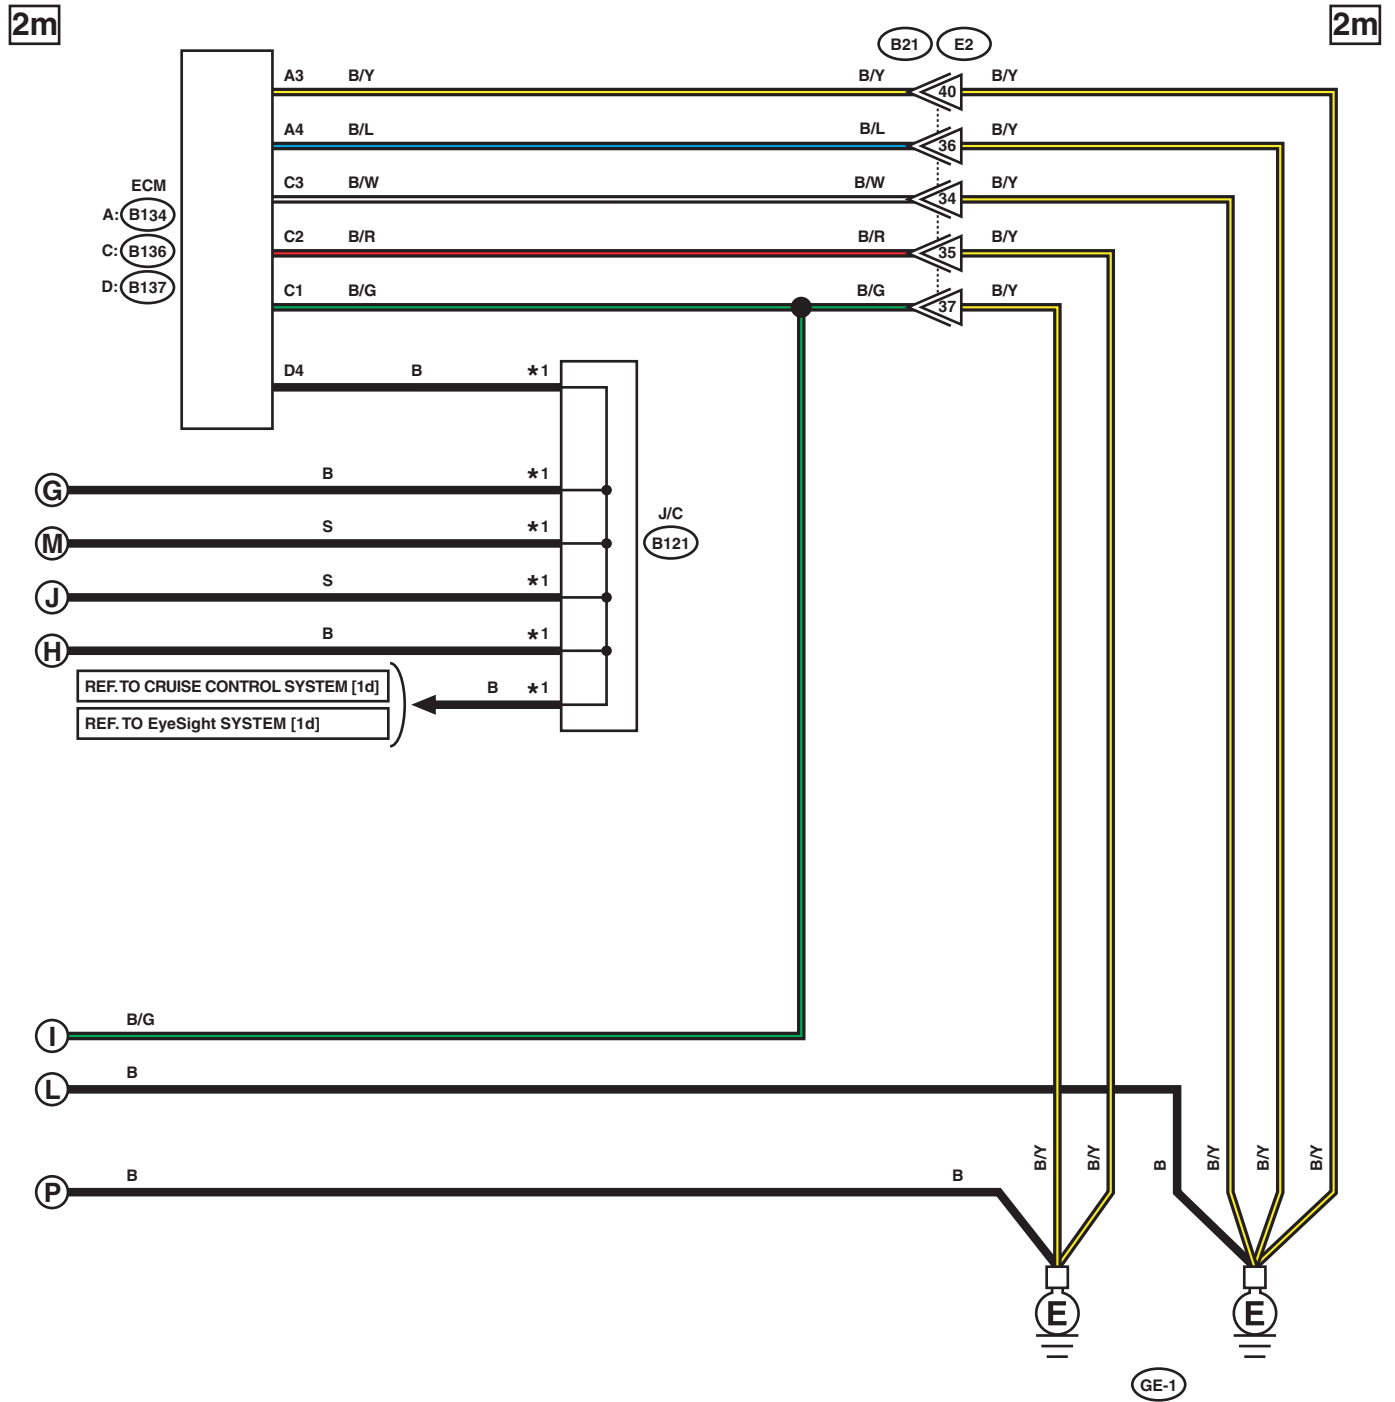 2m 2m
B21 E2
A3 B/Y B/Y 40 B/Y
A4 B/L B/L 36 B/Y
C3 B/W B/W 34 B/Y
ECM
A: B134
C2 B/R B/R 35 B/Y
C: B136
D: B137
C1 B/G B/G 37 B/Y
D4 B *1
G B *1
J/C
M S *1
B121
J S *1
H B *1
REF. TO CRUISE CONTROL SYSTEM [1d] B *1
REF. TO EyeSight SYSTEM [1d]
I B/G
L B
B/Y B/Y B B/Y B/Y B/Y
P B B
E E
GE-1